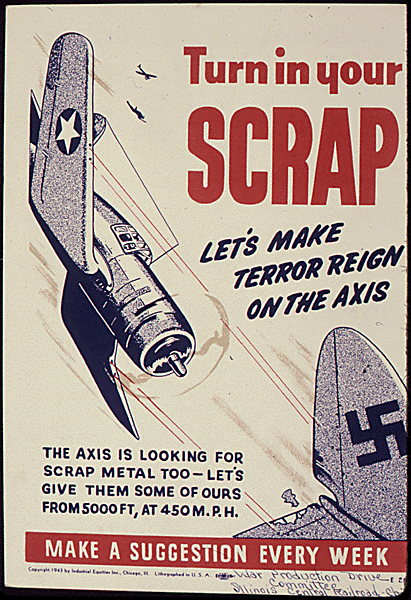 Turn in your
SCRAP
LET'S MAKE
TERROR REIGN
ON THE AXIS
THE AXIS IS LOOKING FOR
SCRAP METAL TOO - LET'S
GIVE THEM SOME OF OURS
FROM 5000 FT, AT 450 M.P.H.
MAKE A SUGGESTION EVERY WEEK
Copyright 1943 by Industrial Equities Inc., Chicago, Ill. Lithographed in U. S. A.
War Production Drive
Committee
Illinois Central Railroad-